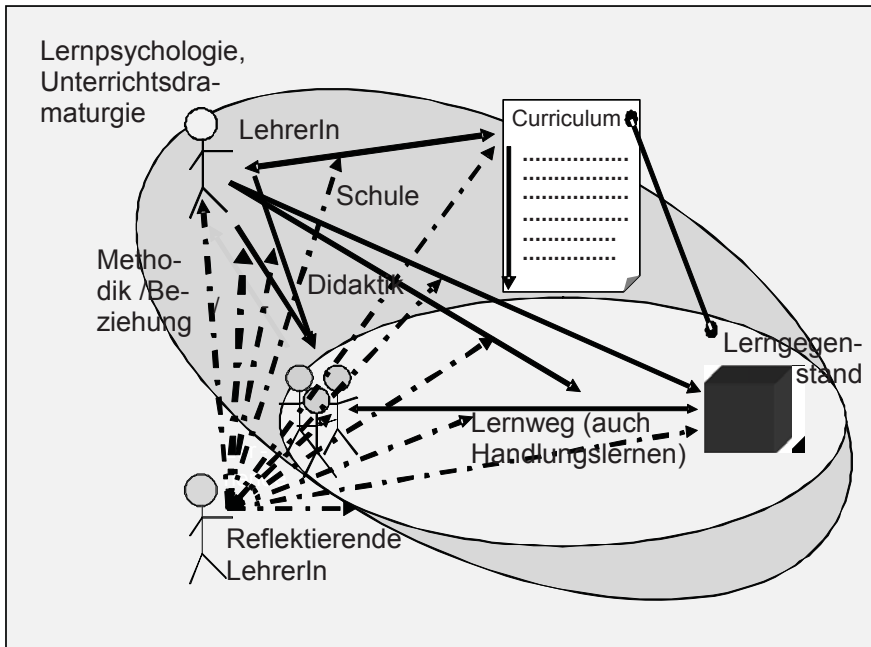 Lernpsychologie,
Unterrichtsdra-
maturgie
LehrerIn
Curriculum
Schule
Metho-
dik /Be-
ziehung /
Didaktik
Lerngegen-
stand
Lernweg (auch
Handlungslernen)
Reflektierende
LehrerIn